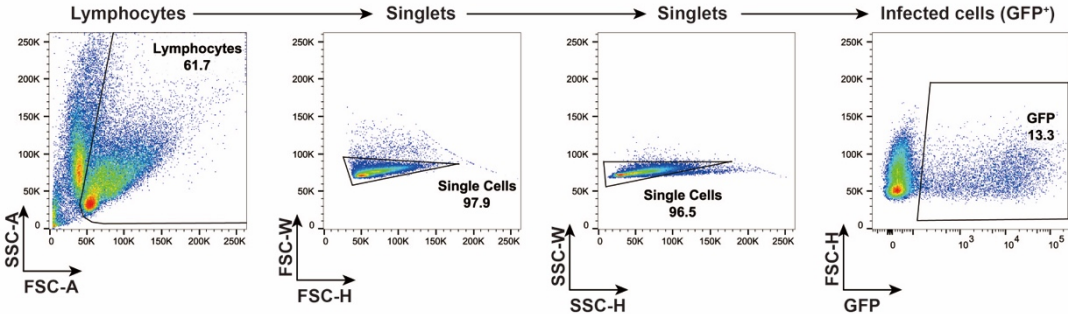 Lymphocytes
Singlets
Singlets
Infected cells (GFP⁺)
250K
200K
150K
100K
50K
0
0
50K
100K
150K
200K
250K
Lymphocytes
61.7
SSC-A
FSC-A
250K
200K
150K
100K
50K
0
0
50K
100K
150K
200K
250K
Single Cells
97.9
FSC-W
FSC-H
250K
200K
150K
100K
50K
0
0
50K
100K
150K
200K
250K
Single Cells
96.5
SSC-W
SSC-H
250K
200K
150K
100K
50K
0
0
10³
10⁴
10⁵
GFP
13.3
FSC-H
GFP